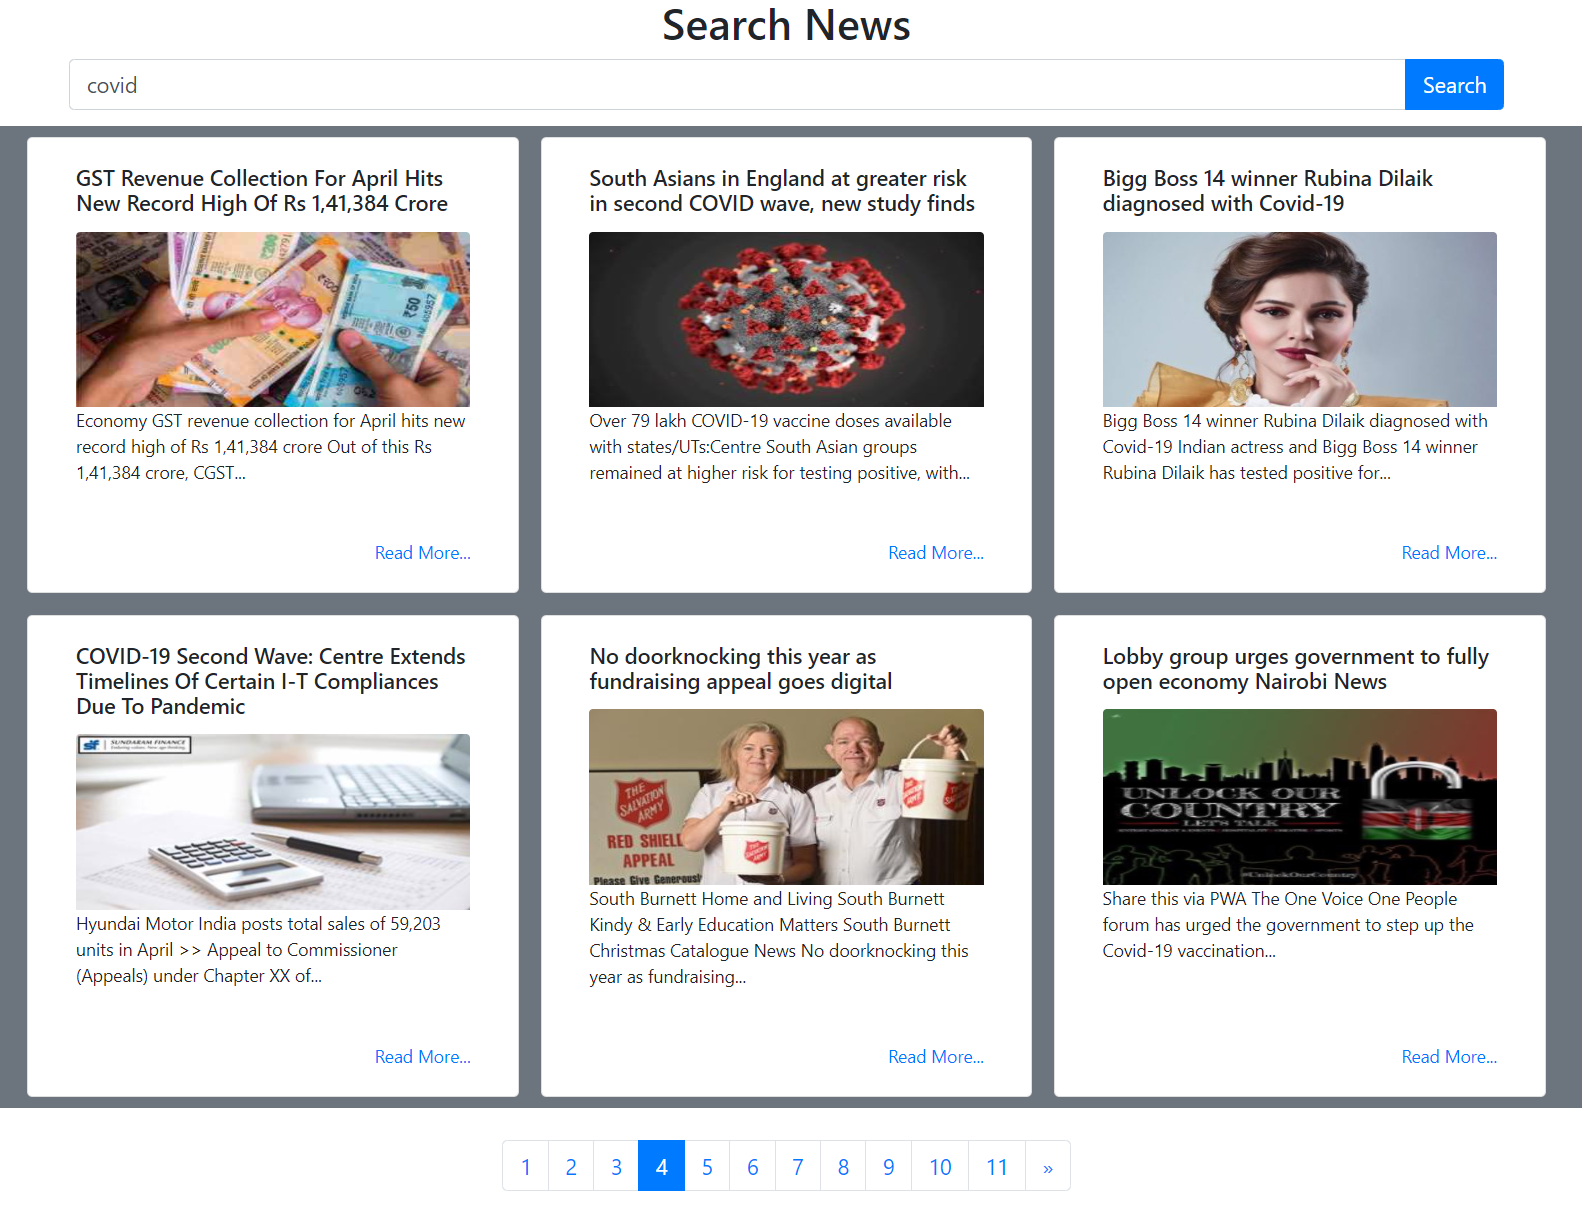 Search News
covid
Search
GST Revenue Collection For April Hits
New Record High Of Rs 1,41,384 Crore
Economy GST revenue collection for April hits new
record high of Rs 1,41,384 crore Out of this Rs
1,41,384 crore, CGST...
Read More...
South Asians in England at greater risk
in second COVID wave, new study finds
Over 79 lakh COVID-19 vaccine doses available
with states/UTs:Centre South Asian groups
remained at higher risk for testing positive, with...
Read More...
Bigg Boss 14 winner Rubina Dilaik
diagnosed with Covid-19
Bigg Boss 14 winner Rubina Dilaik diagnosed with
Covid-19 Indian actress and Bigg Boss 14 winner
Rubina Dilaik has tested positive for...
Read More...
COVID-19 Second Wave: Centre Extends
Timelines Of Certain I-T Compliances
Due To Pandemic
SUNDARAM FINANCE
Hyundai Motor India posts total sales of 59,203
units in April >> Appeal to Commissioner
(Appeals) under Chapter XX of...
Read More...
No doorknocking this year as
fundraising appeal goes digital
THE
SALVATION
ARMY
RED SHIELD
APPEAL
Please Give Generously
South Burnett Home and Living South Burnett
Kindy & Early Education Matters South Burnett
Christmas Catalogue News No doorknocking this
year as fundraising...
Read More...
Lobby group urges government to fully
open economy Nairobi News
UNLOCK OUR
COUNTRY
LET'S TALK
#UnlockOurCountry
Share this via PWA The One Voice One People
forum has urged the government to step up the
Covid-19 vaccination...
Read More...
1 2 3 4 5 6 7 8 9 10 11 »